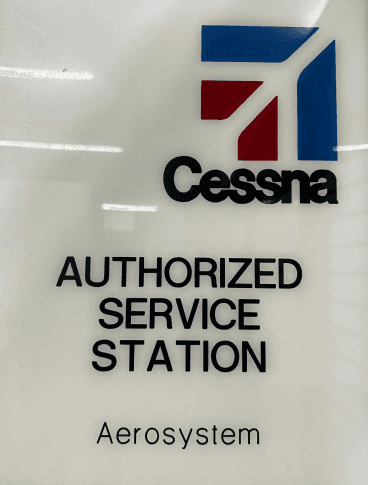 Cessna
AUTHORIZED
SERVICE
STATION
Aerosystem